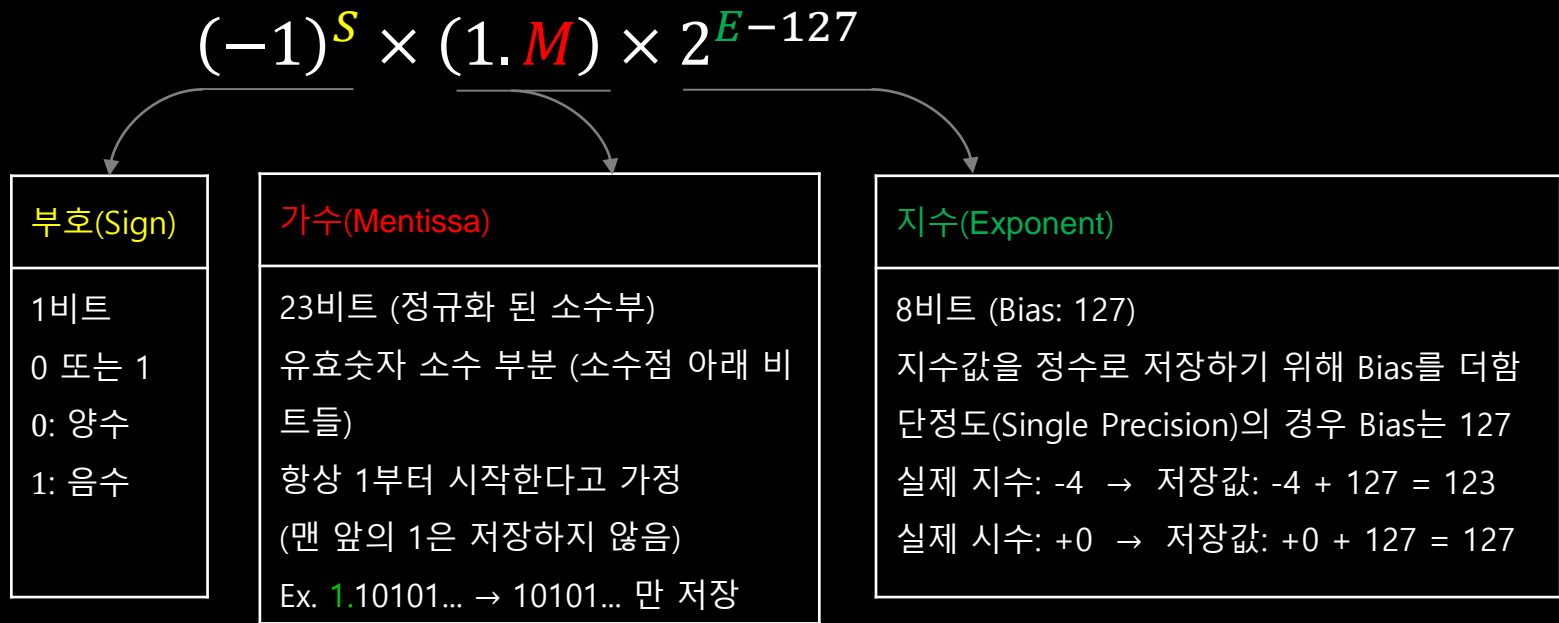 (−1)^S × (1.M) × 2^{E−127}
부호(Sign)
1비트
0 또는 1
0: 양수
1: 음수
가수(Mentissa)
23비트 (정규화 된 소수부)
유효숫자 소수 부분 (소수점 아래 비
트들)
항상 1부터 시작한다고 가정
(맨 앞의 1은 저장하지 않음)
Ex. 1.10101... → 10101... 만 저장
지수(Exponent)
8비트 (Bias: 127)
지수값을 정수로 저장하기 위해 Bias를 더함
단정도(Single Precision)의 경우 Bias는 127
실제 지수: -4 → 저장값: -4 + 127 = 123
실제 시수: +0 → 저장값: +0 + 127 = 127